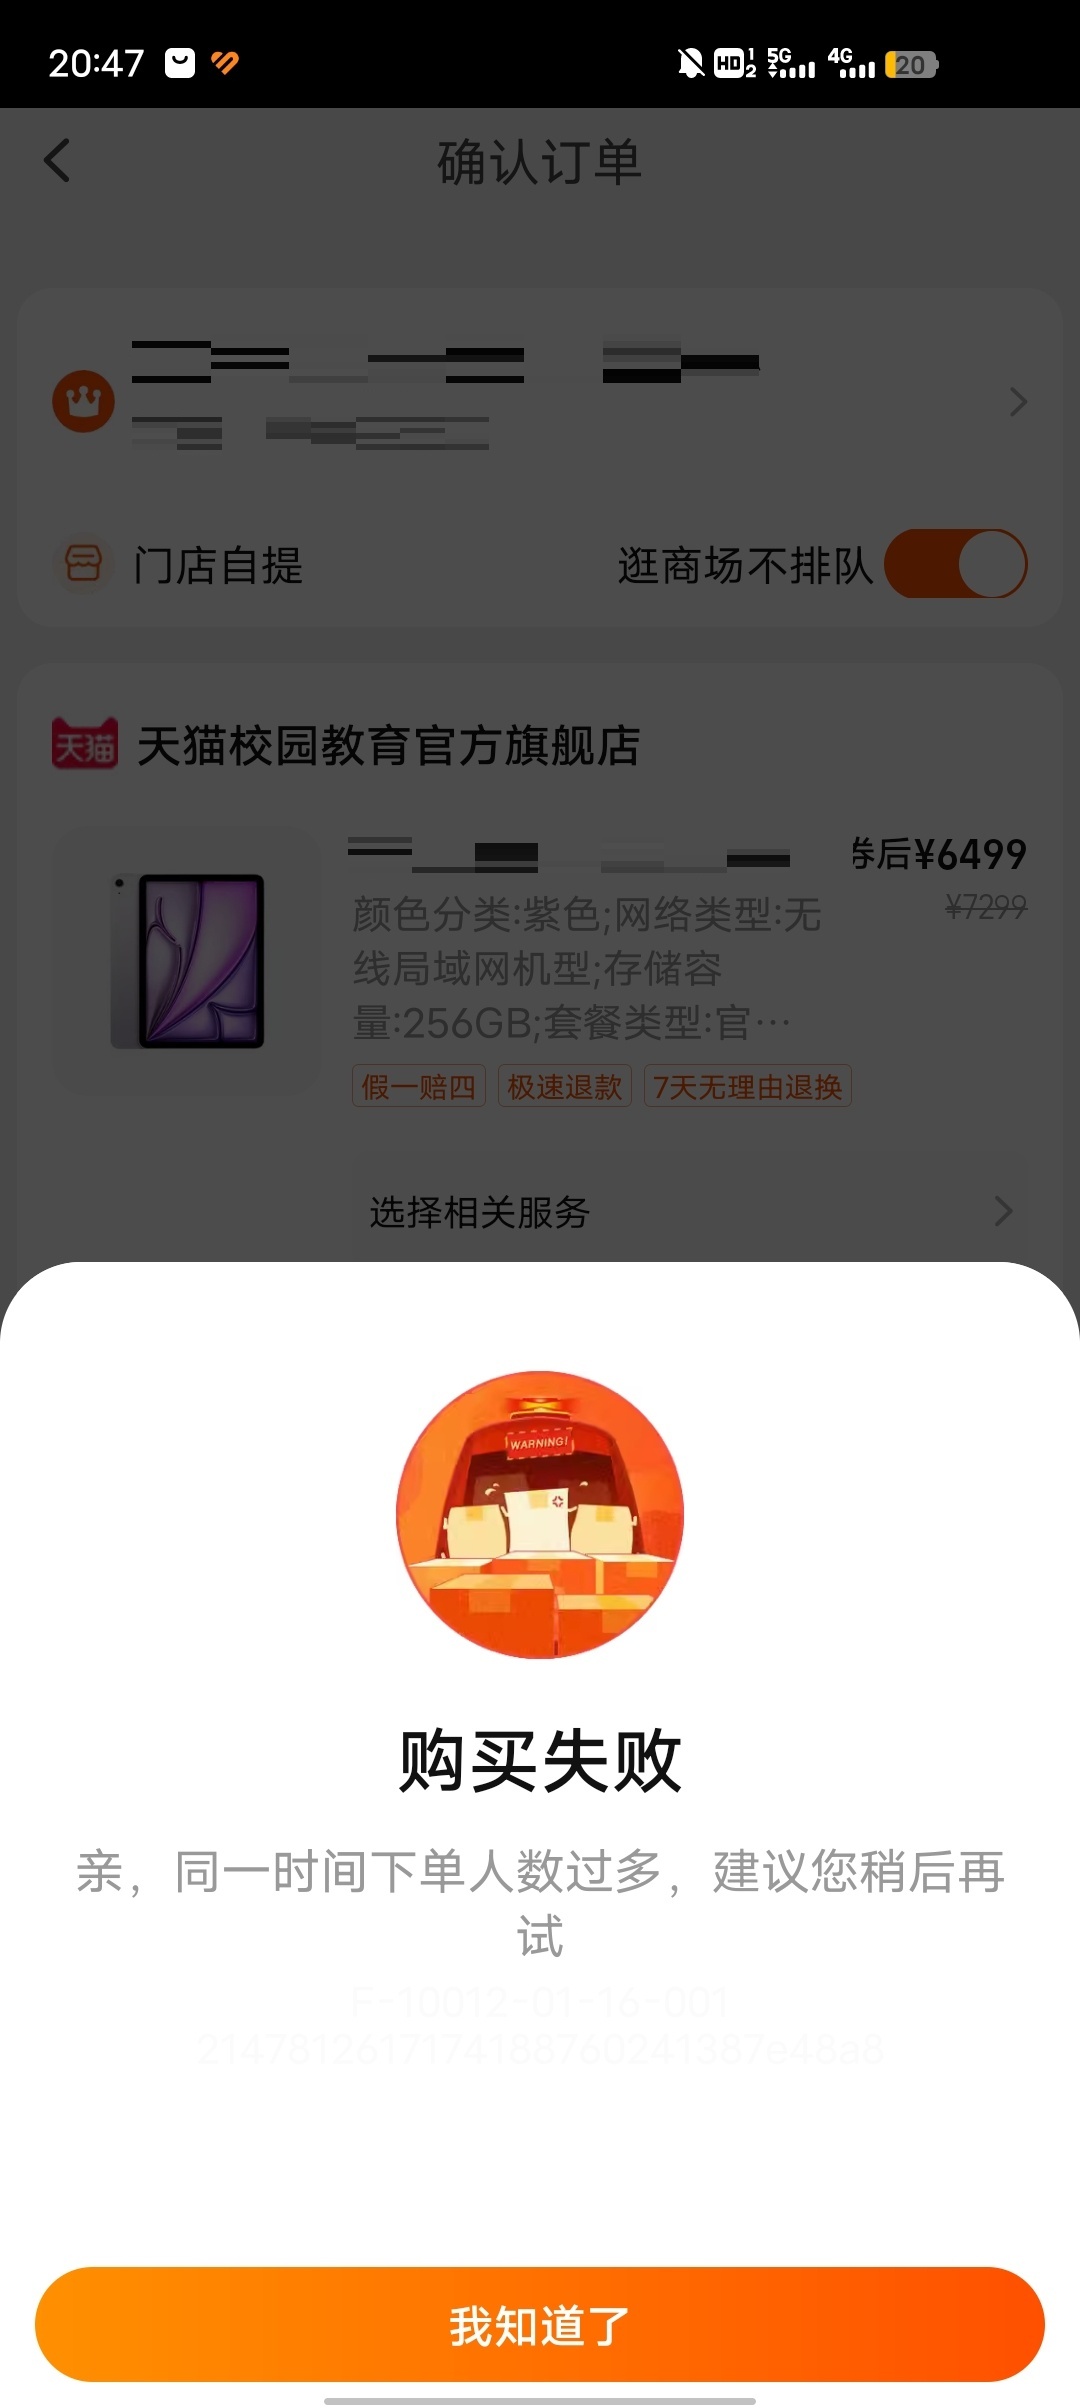 20:47
HD 1 2 5G 4G 20
确认订单
门店自提 逛商场不排队
天猫 天猫校园教育官方旗舰店
券后¥6499
颜色分类:紫色;网络类型:无 ¥7299
线局域网机型;存储容
量:256GB;套餐类型:官…
假一赔四 极速退款 7天无理由退换
选择相关服务
WARNING!
购买失败
亲，同一时间下单人数过多，建议您稍后再
试
F-10012-01-16-001
2147812617174188760241387e48a8
我知道了